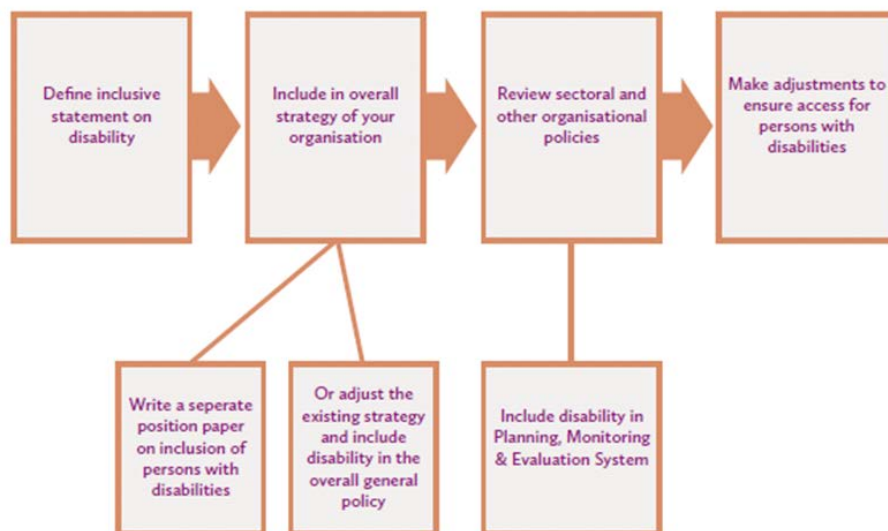 Define inclusive
statement on
disability
Include in overall
strategy of your
organisation
Review sectoral and
other organisational
policies
Make adjustments to
ensure access for
persons with
disabilities
Write a seperate
position paper
on inclusion of
persons with
disabilities
Or adjust the
existing strategy
and include
disability in the
overall general
policy
Include disability in
Planning, Monitoring
& Evaluation System